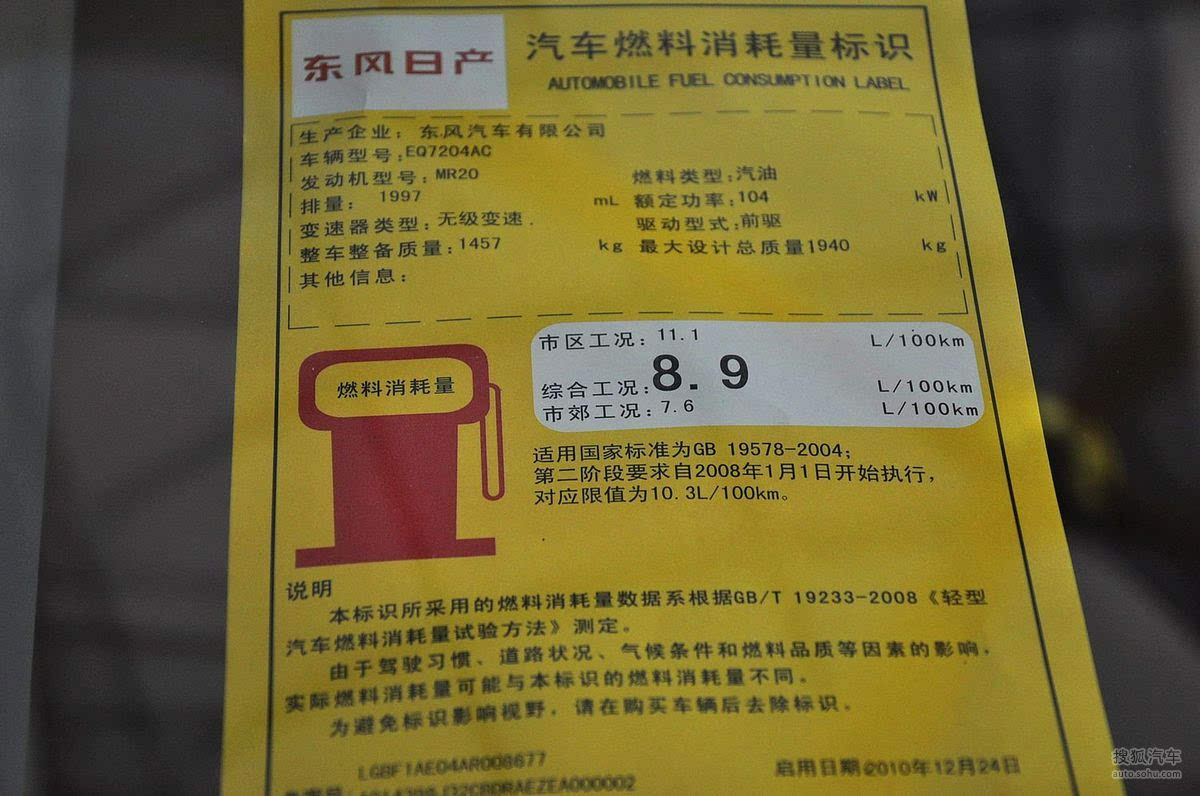 东风日产
汽车燃料消耗量标识
AUTOMOBILE FUEL CONSUMPTION LABEL
生产企业：东风汽车有限公司
车辆型号：EQ7204AC
发动机型号：MR20 燃料类型：汽油
排量：1997 mL 额定功率：104 kW
变速器类型：无级变速. 驱动型式：前驱
整车整备质量：1457 kg 最大设计总质量1940 kg
其他信息：
燃料消耗量
市区工况：11.1 L/100km
综合工况：8.9 L/100km
市郊工况：7.6 L/100km
适用国家标准为GB 19578-2004；
第二阶段要求自2008年1月1日开始执行，
对应限值为10.3L/100km。
说明
本标识所采用的燃料消耗量数据系根据GB/T 19233-2008《轻型
汽车燃料消耗量试验方法》测定。
由于驾驶习惯、道路状况、气候条件和燃料品质等因素的影响，
实际燃料消耗量可能与本标识的燃料消耗量不同。
为避免标识影响视野，请在购买车辆后去除标识。
LGBF1AE04AR008677
启用日期：2010年12月24日
搜狐汽车
auto.sohu.com